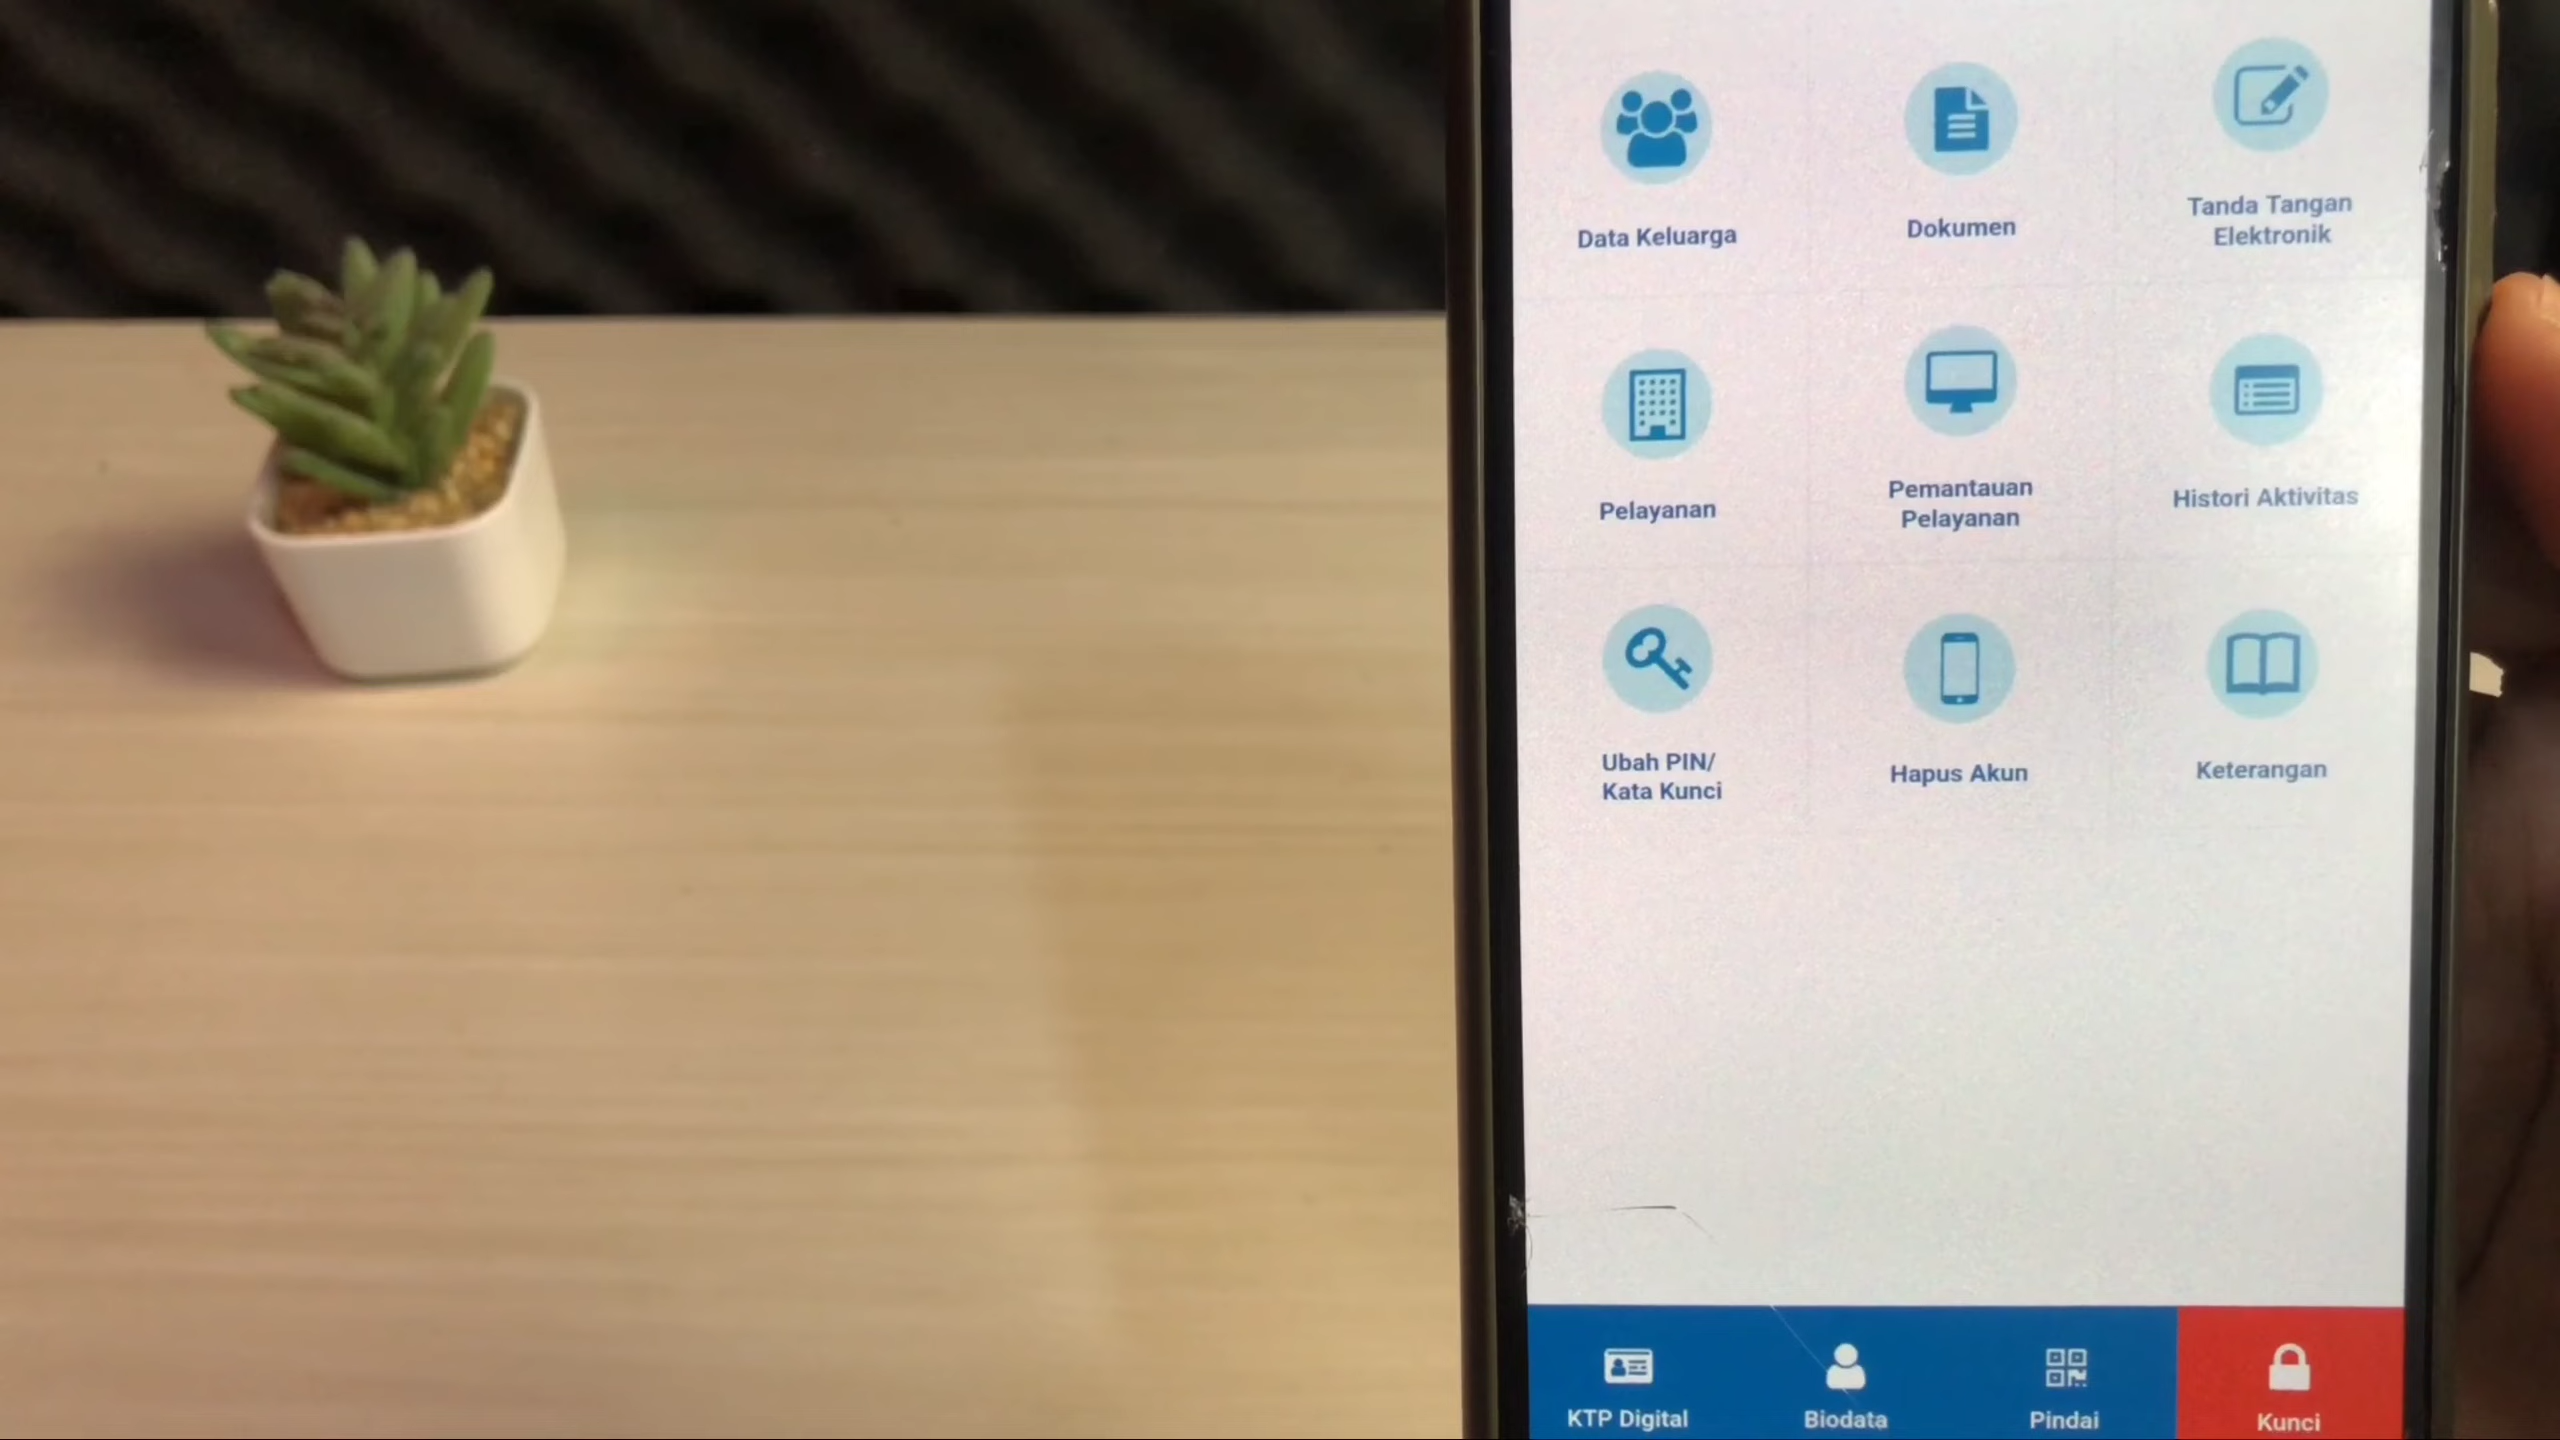 Data Keluarga
Dokumen
Tanda Tangan
Elektronik
Pelayanan
Pemantauan
Pelayanan
Histori Aktivitas
Ubah PIN/
Kata Kunci
Hapus Akun
Keterangan
KTP Digital
Biodata
Pindai
Kunci